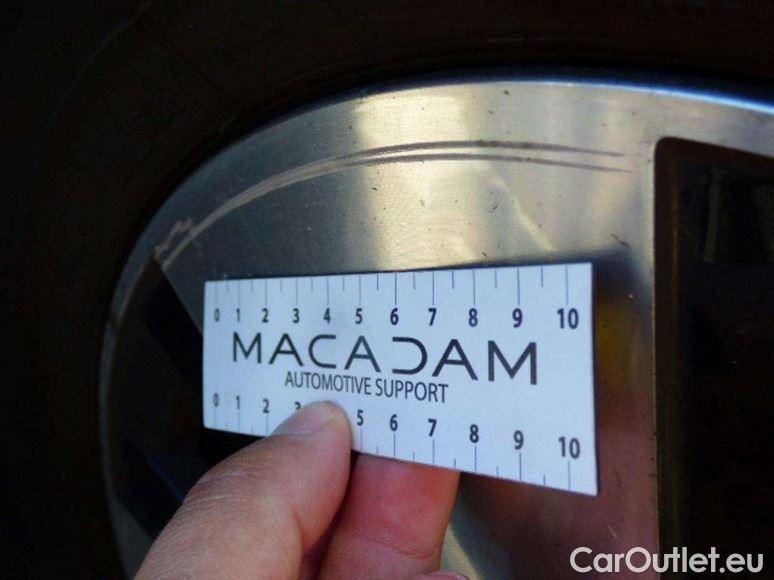 0 1 2 3 4 5 6 7 8 9 10
MACADAM
AUTOMOTIVE SUPPORT
0 1 2 3 5 6 7 8 9 10
CarOutlet.eu